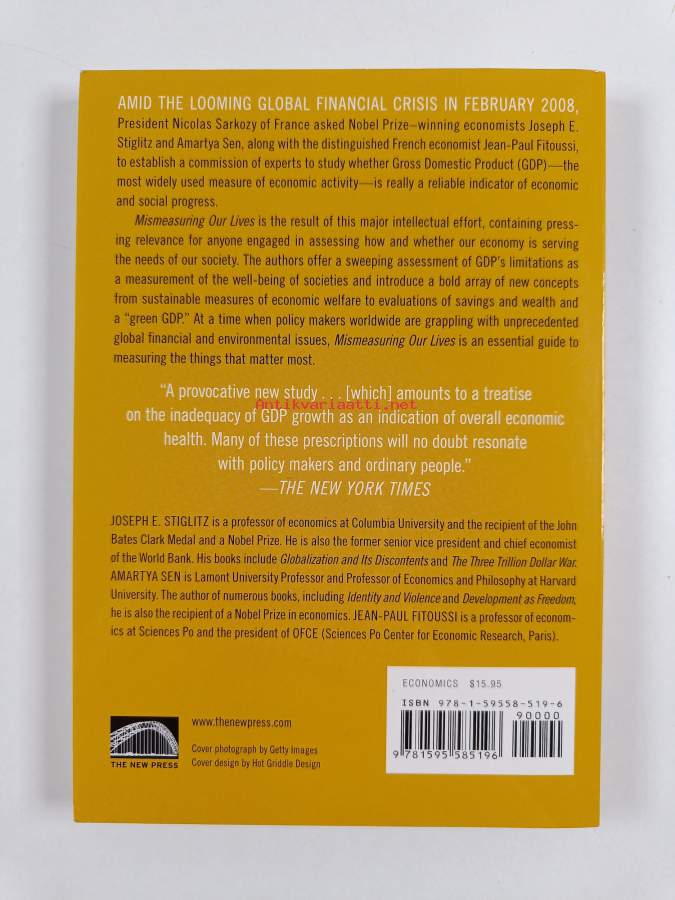 AMID THE LOOMING GLOBAL FINANCIAL CRISIS IN FEBRUARY 2008,
President Nicolas Sarkozy of France asked Nobel Prize–winning economists Joseph E.
Stiglitz and Amartya Sen, along with the distinguished French economist Jean-Paul Fitoussi,
to establish a commission of experts to study whether Gross Domestic Product (GDP)—the
most widely used measure of economic activity—is really a reliable indicator of economic
and social progress.
Mismeasuring Our Lives is the result of this major intellectual effort, containing press-
ing relevance for anyone engaged in assessing how and whether our economy is serving
the needs of our society. The authors offer a sweeping assessment of GDP's limitations as
a measurement of the well-being of societies and introduce a bold array of new concepts
from sustainable measures of economic welfare to evaluations of savings and wealth and
a “green GDP.” At a time when policy makers worldwide are grappling with unprecedented
global financial and environmental issues, Mismeasuring Our Lives is an essential guide to
measuring the things that matter most.
“A provocative new study . . . [which] amounts to a treatise
Antikvariaatti.net
on the inadequacy of GDP growth as an indication of overall economic
health. Many of these prescriptions will no doubt resonate
with policy makers and ordinary people.”
—THE NEW YORK TIMES
JOSEPH E. STIGLITZ is a professor of economics at Columbia University and the recipient of the John
Bates Clark Medal and a Nobel Prize. He is also the former senior vice president and chief economist
of the World Bank. His books include Globalization and Its Discontents and The Three Trillion Dollar War.
AMARTYA SEN is Lamont University Professor and Professor of Economics and Philosophy at Harvard
University. The author of numerous books, including Identity and Violence and Development as Freedom,
he is also the recipient of a Nobel Prize in economics. JEAN-PAUL FITOUSSI is a professor of econom-
ics at Sciences Po and the president of OFCE (Sciences Po Center for Economic Research, Paris).
ECONOMICS $15.95
ISBN 978-1-59558-519-6
90000
9 781595 585196
www.thenewpress.com
Cover photograph by Getty Images
Cover design by Hot Griddle Design
THE NEW PRESS